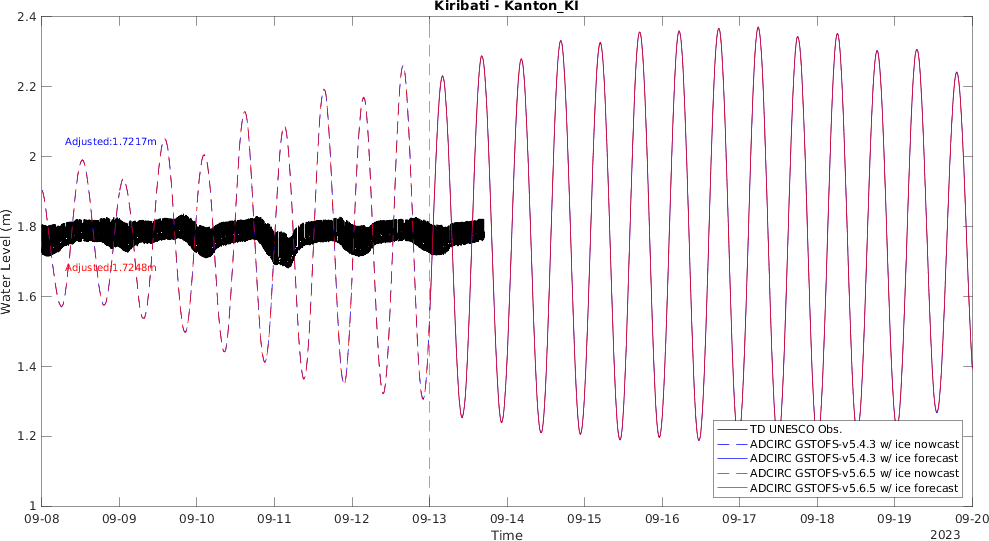 Kiribati - Kanton_KI
2.4
2.2
2
1.8
1.6
1.4
1.2
1
Water Level (m)
Adjusted:1.7217m
Adjusted:1.7248m
TD UNESCO Obs.
ADCIRC GSTOFS-v5.4.3 w/ ice nowcast
ADCIRC GSTOFS-v5.4.3 w/ ice forecast
ADCIRC GSTOFS-v5.6.5 w/ ice nowcast
ADCIRC GSTOFS-v5.6.5 w/ ice forecast
09-08 09-09 09-10 09-11 09-12 09-13 09-14 09-15 09-16 09-17 09-18 09-19 09-20
Time
2023